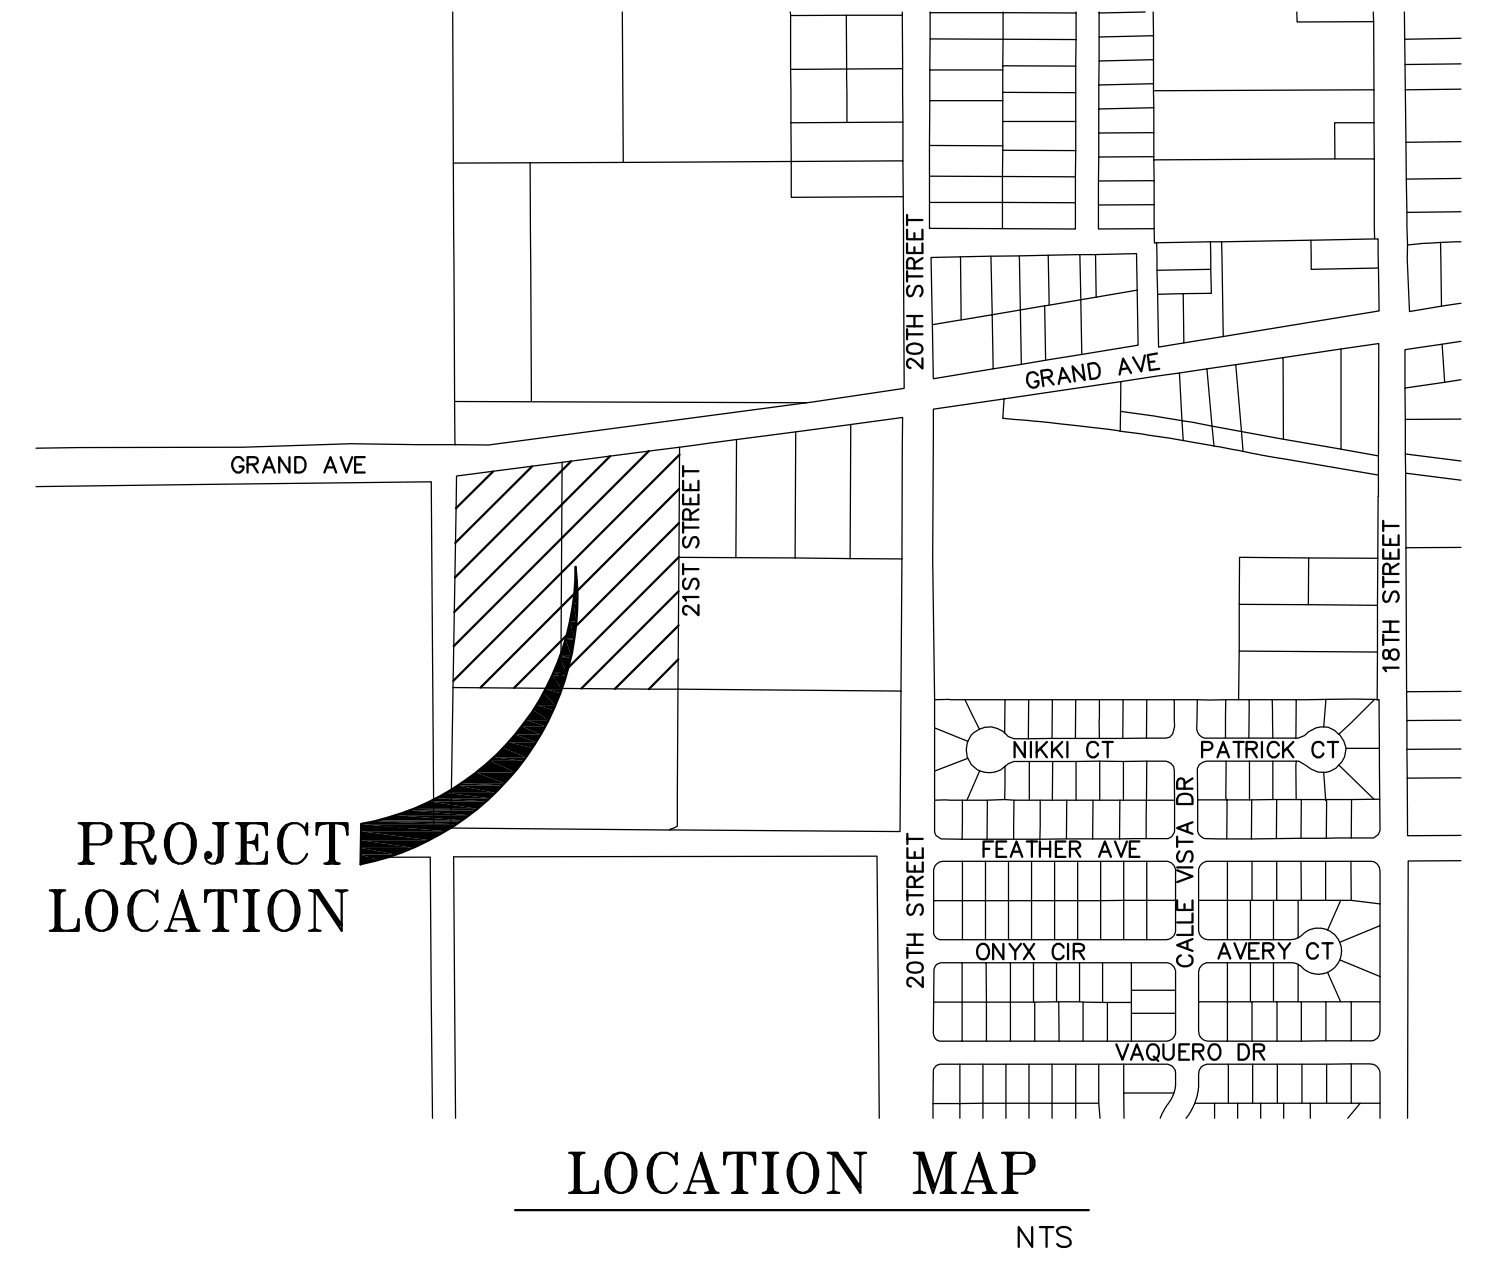 20TH STREET
GRAND AVE
GRAND AVE
21ST STREET
18TH STREET
NIKKI CT
PATRICK CT
CALLE VISTA DR
PROJECT
LOCATION
FEATHER AVE
20TH STREET
ONYX CIR
AVERY CT
VAQUERO DR
LOCATION MAP
NTS